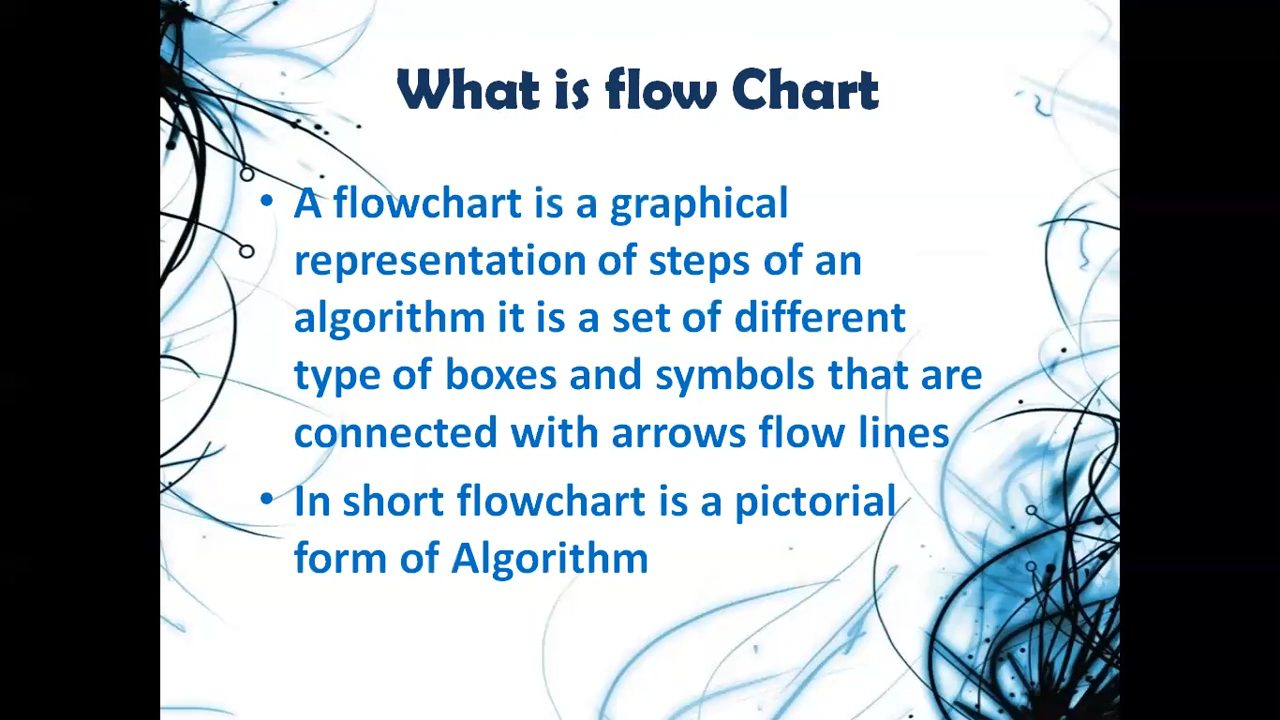 What is flow Chart
• A flowchart is a graphical
representation of steps of an
algorithm it is a set of different
type of boxes and symbols that are
connected with arrows flow lines
• In short flowchart is a pictorial
form of Algorithm